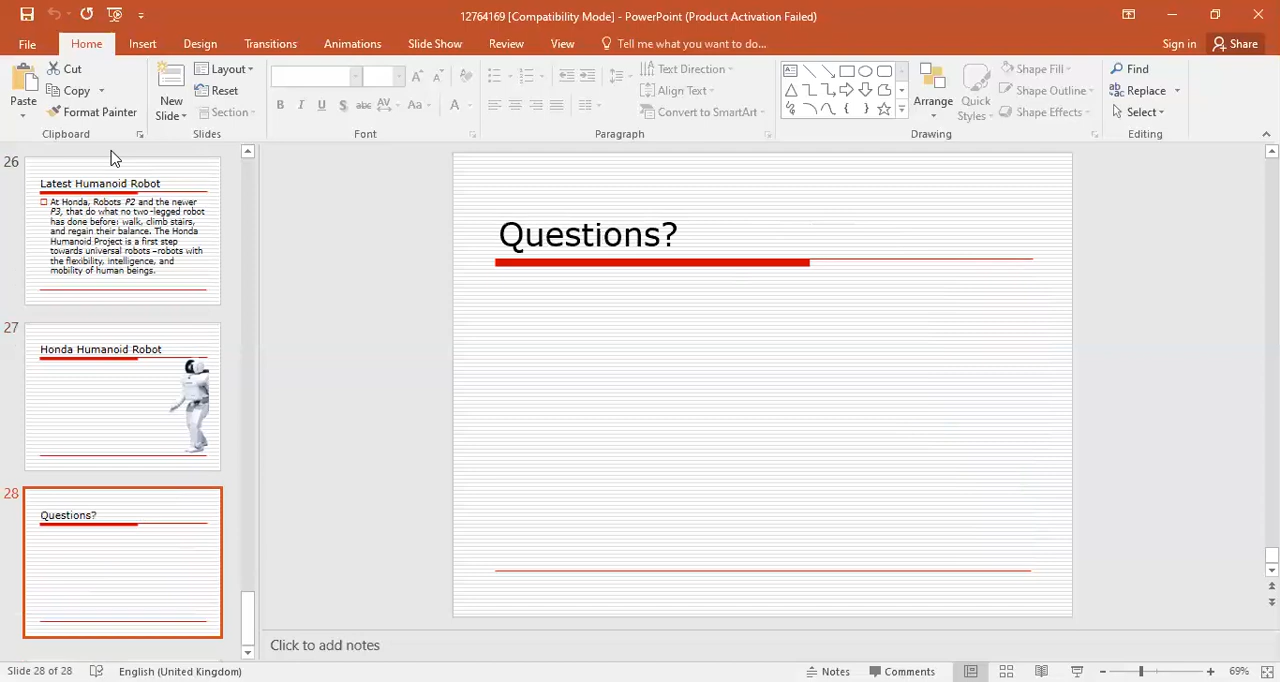 12764169 [Compatibility Mode] - PowerPoint (Product Activation Failed)
File Home Insert Design Transitions Animations Slide Show Review View Tell me what you want to do... Sign in Share
Paste
Cut
Copy
Format Painter
Clipboard
New
Slide
Layout
Reset
Section
Slides
B I U S abc AV Aa A
Font
Text Direction
Align Text
Convert to SmartArt
Paragraph
Arrange
Quick
Styles
Shape Fill
Shape Outline
Shape Effects
Drawing
Find
Replace
Select
Editing
26
Latest Humanoid Robot
At Honda, Robots P2 and the newer
P3, that do what no two-legged robot
has done before: walk, climb stairs,
and regain their balance. The Honda
Humanoid Project is a first step
towards universal robots -robots with
the flexibility, intelligence, and
mobility of human beings.
27
Honda Humanoid Robot
28
Questions?
Questions?
Click to add notes
Slide 28 of 28 English (United Kingdom) Notes Comments 69%